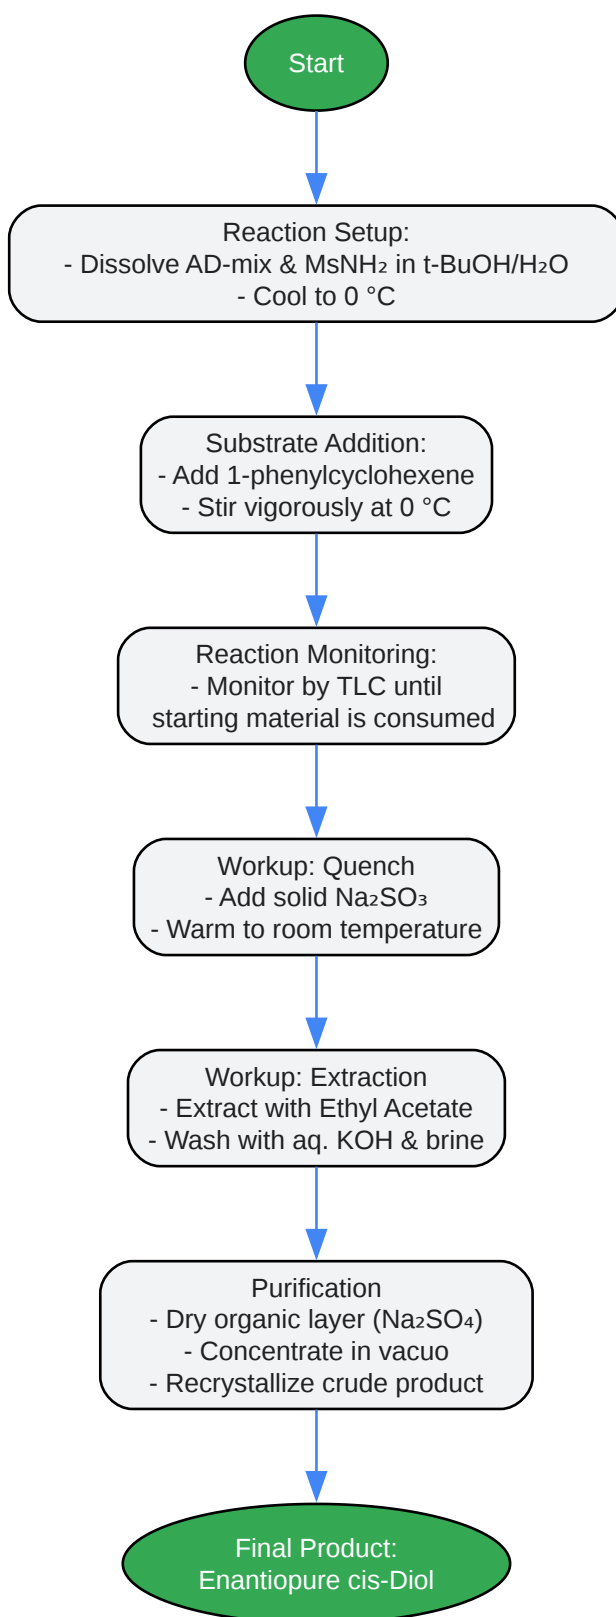 Start
Reaction Setup:
- Dissolve AD-mix & MsNH₂ in t-BuOH/H₂O
- Cool to 0 °C
Substrate Addition:
- Add 1-phenylcyclohexene
- Stir vigorously at 0 °C
Reaction Monitoring:
- Monitor by TLC until
starting material is consumed
Workup: Quench
- Add solid Na₂SO₃
- Warm to room temperature
Workup: Extraction
- Extract with Ethyl Acetate
- Wash with aq. KOH & brine
Purification
- Dry organic layer (Na₂SO₄)
- Concentrate in vacuo
- Recrystallize crude product
Final Product:
Enantiopure cis-Diol